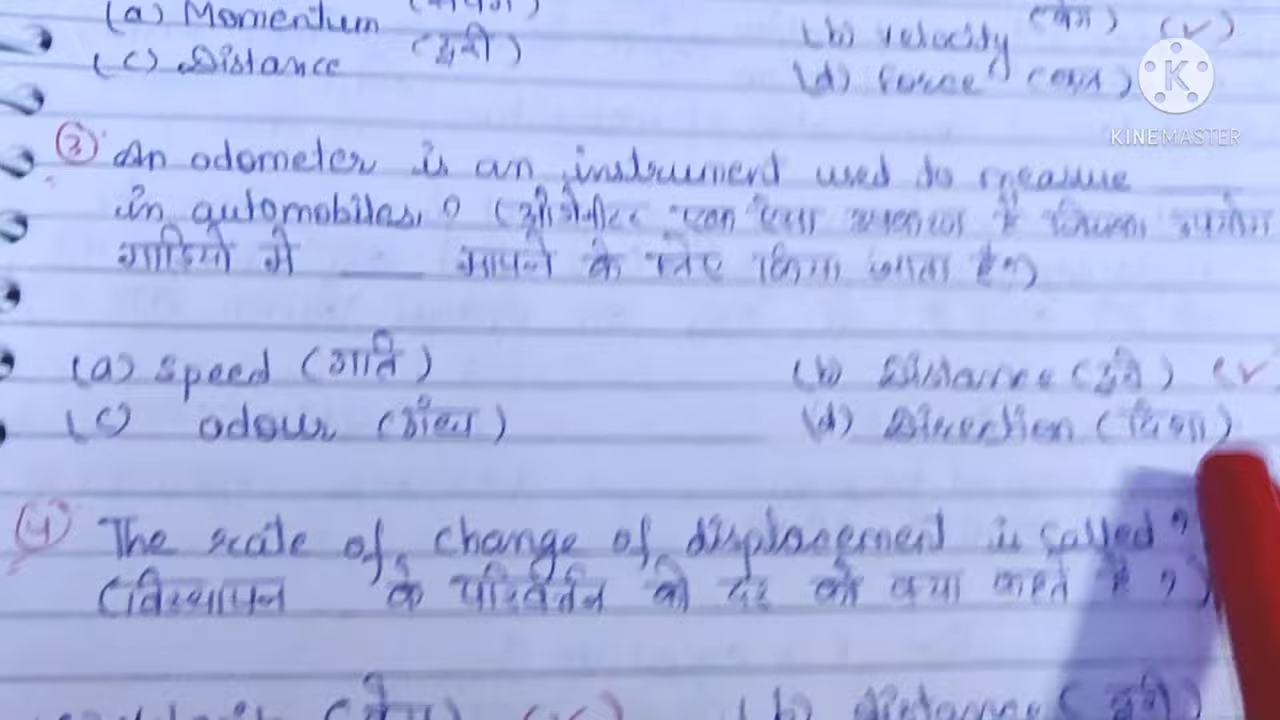 (a) Momentum
(b) velocity (वेग) (✓)
(c) Distance (दूरी)
(d) force (बल)
KINEMASTER
③ An odometer is an instrument used to measure ____
in automobiles ? (ओडोमीटर एक ऐसा उपकरण है जिसका उपयोग
गाडियो में ____ मापने के लिए किया जाता है?)
(a) speed (गति)
(b) Distance (दूरी) (✓
(c) odour (गंध)
(d) Direction (दिशा)
④ The rate of change of displacement is called ?
(विस्थापन के परिवर्तन की दर को क्या कहते है ?)
(b) distance (दूरी)